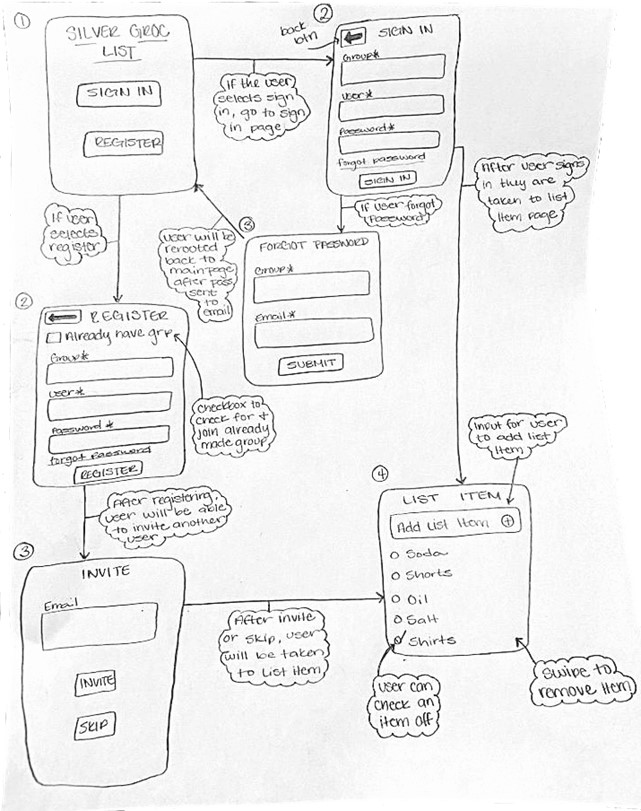 ①
SILVER GROC
LIST
SIGN IN
REGISTER
If the user
selects sign
in, go to sign
in page
back
btn
②
SIGN IN
Group*
User*
Password*
forgot password
SIGN IN
After user signs
in they are
taken to list
Item page
If user forgot
Password
If user
selects
register
user will be
rerooted
back to
mainpage
after pass
sent
to
email
③
FORGOT PASSWORD
Group*
Email*
SUBMIT
②
REGISTER
Already have grp
Group*
user*
Password*
forgot password
REGISTER
checkbox to
check for +
join already
made group
After registering,
user will be able
to invite another
user
③
INVITE
Email
INVITE
SKIP
After invite
or skip, user
will be taken
to List item
Input for user
to add list
Item
④
LIST ITEM
Add List Item ⊕
Soda
Shorts
Oil
Salt
Shirts
user can
check an
item off
Swipe to
remove Item